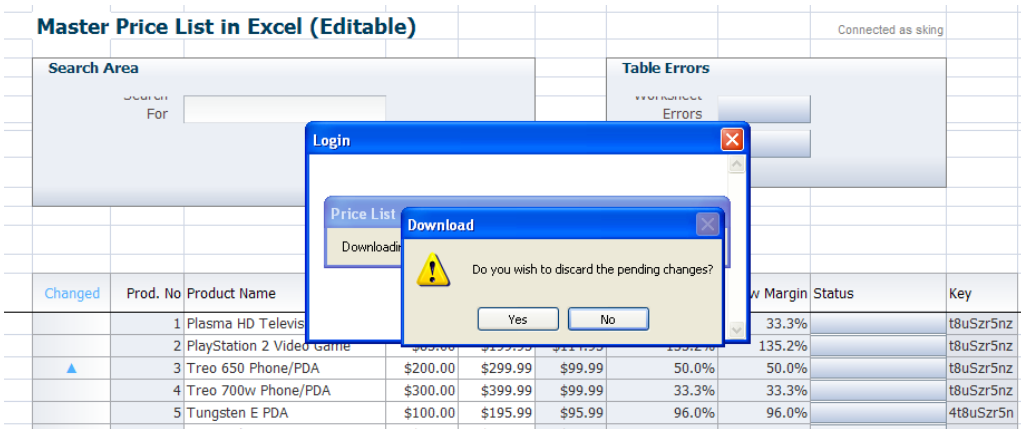 Master Price List in Excel (Editable)
Connected as sking
Search Area
Table Errors
Search
For
Worksheet
Errors
Login
Price List
Download
Downloadin
Do you wish to discard the pending changes?
Yes No
Changed Prod. No Product Name w Margin Status Key
1 Plasma HD Televis 33.3% t8uSzr5nz
2 PlayStation 2 Video Game $199.95 $114.95 135.2% 135.2% t8uSzr5nz
▲ 3 Treo 650 Phone/PDA $200.00 $299.99 $99.99 50.0% 50.0% t8uSzr5nz
4 Treo 700w Phone/PDA $300.00 $399.99 $99.99 33.3% 33.3% t8uSzr5nz
5 Tungsten E PDA $100.00 $195.99 $95.99 96.0% 96.0% 4t8uSzr5n